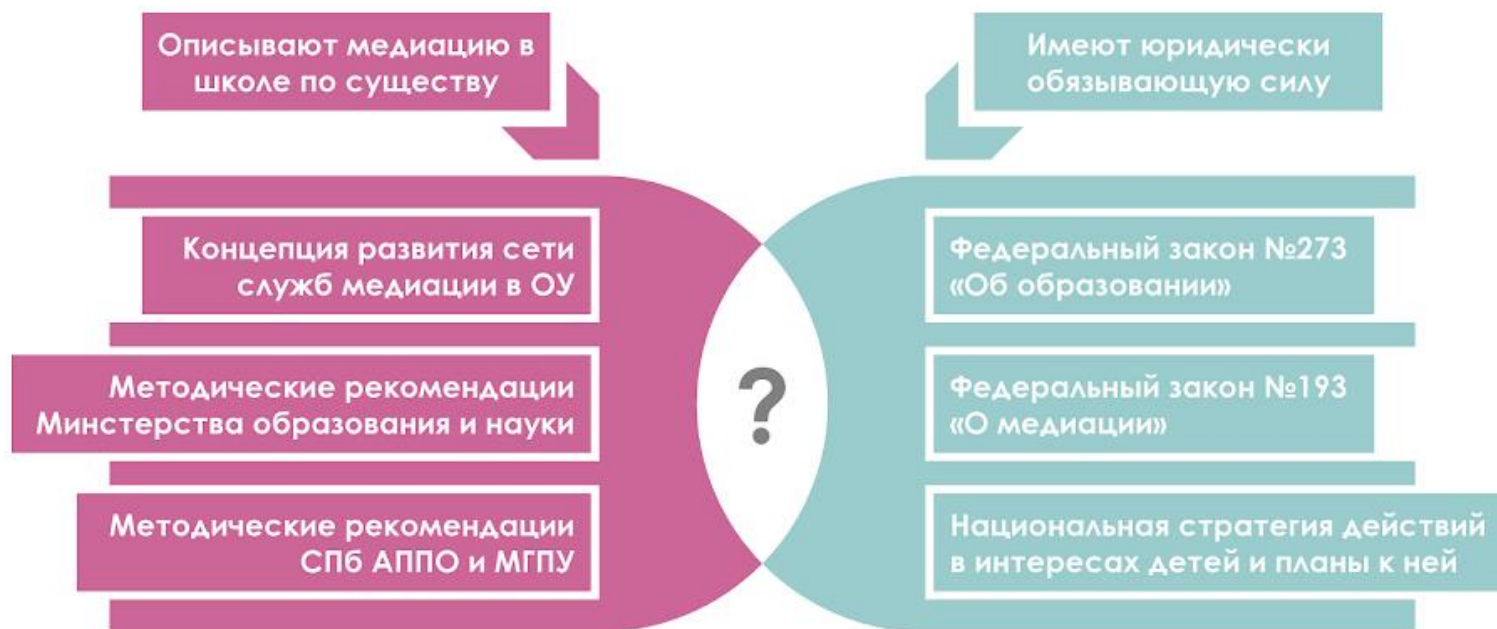 Описывают медиацию в
школе по существу
Имеют юридически
обязывающую силу
Концепция развития сети
служб медиации в ОУ
Федеральный закон №273
«Об образовании»
Методические рекомендации
Минстерства образования и науки
?
Федеральный закон №193
«О медиации»
Методические рекомендации
СПб АППО и МГПУ
Национальная стратегия действий
в интересах детей и планы к ней